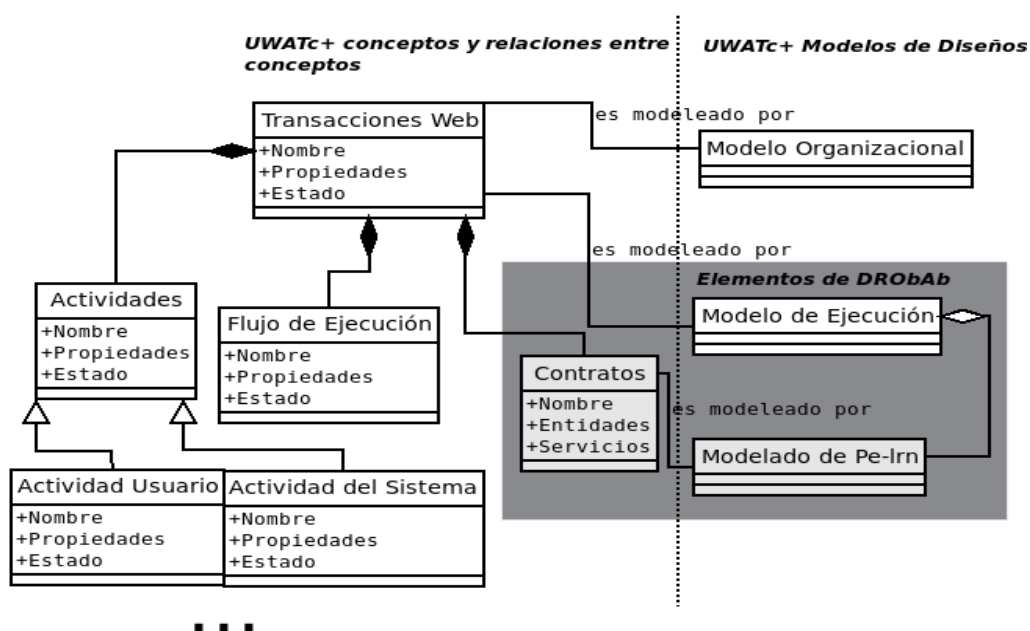 UWATc+ conceptos y relaciones entre
conceptos
UWATc+ Modelos de Diseños
Transacciones Web
+Nombre
+Propiedades
+Estado
es modeleado por
Modelo Organizacional
es modeleado por
Elementos de DRObAb
Actividades
+Nombre
+Propiedades
+Estado
Flujo de Ejecución
+Nombre
+Propiedades
+Estado
Modelo de Ejecución
Contratos
+Nombre
+Entidades
+Servicios
es modeleado por
Modelado de Pe-lrn
Actividad Usuario
+Nombre
+Propiedades
+Estado
Actividad del Sistema
+Nombre
+Propiedades
+Estado
...